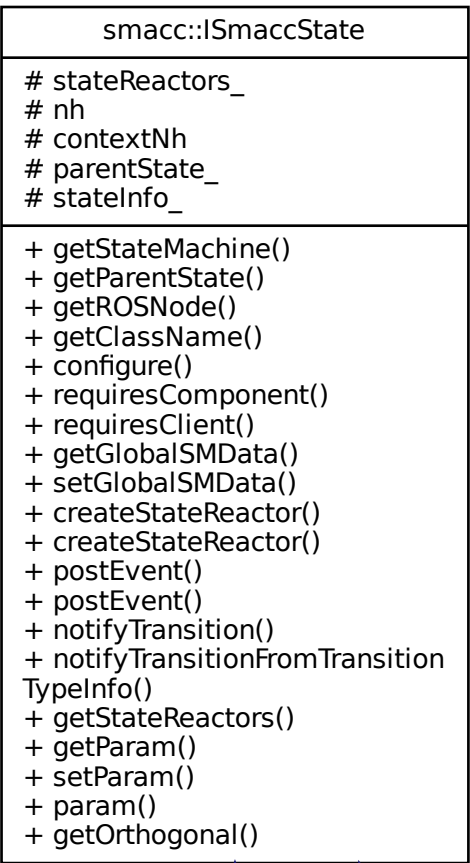 smacc::ISmaccState
# stateReactors_
# nh
# contextNh
# parentState_
# stateInfo_
+ getStateMachine()
+ getParentState()
+ getROSNode()
+ getClassName()
+ configure()
+ requiresComponent()
+ requiresClient()
+ getGlobalSMData()
+ setGlobalSMData()
+ createStateReactor()
+ createStateReactor()
+ postEvent()
+ postEvent()
+ notifyTransition()
+ notifyTransitionFromTransition
TypeInfo()
+ getStateReactors()
+ getParam()
+ setParam()
+ param()
+ getOrthogonal()